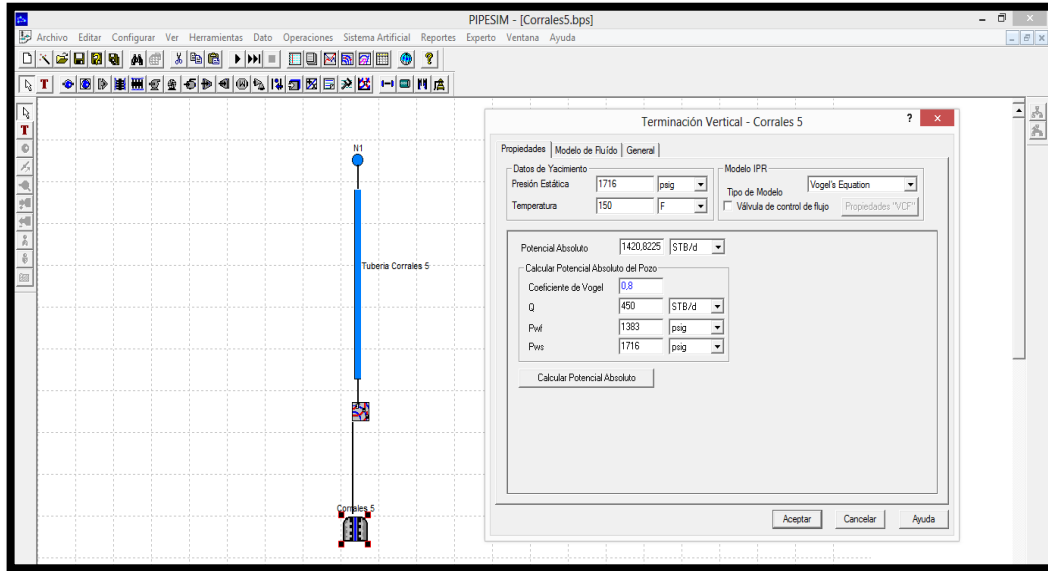 PIPESIM - [Corrales5.bps]
Archivo Editar Configurar Ver Herramientas Dato Operaciones Sistema Artificial Reportes Experto Ventana Ayuda
N1
Tuberia Corrales 5
Corrales 5
Terminación Vertical - Corrales 5
Propiedades Modelo de Fluído General
Datos de Yacimiento
Presión Estática 1716 psig
Temperatura 150 F
Modelo IPR
Tipo de Modelo Vogel's Equation
Válvula de control de flujo Propiedades "VCF"
Potencial Absoluto 1420,8225 STB/d
Calcular Potencial Absoluto del Pozo
Coeficiente de Vogel 0,8
Q 450 STB/d
Pwf 1383 psig
Pws 1716 psig
Calcular Potencial Absoluto
Aceptar Cancelar Ayuda